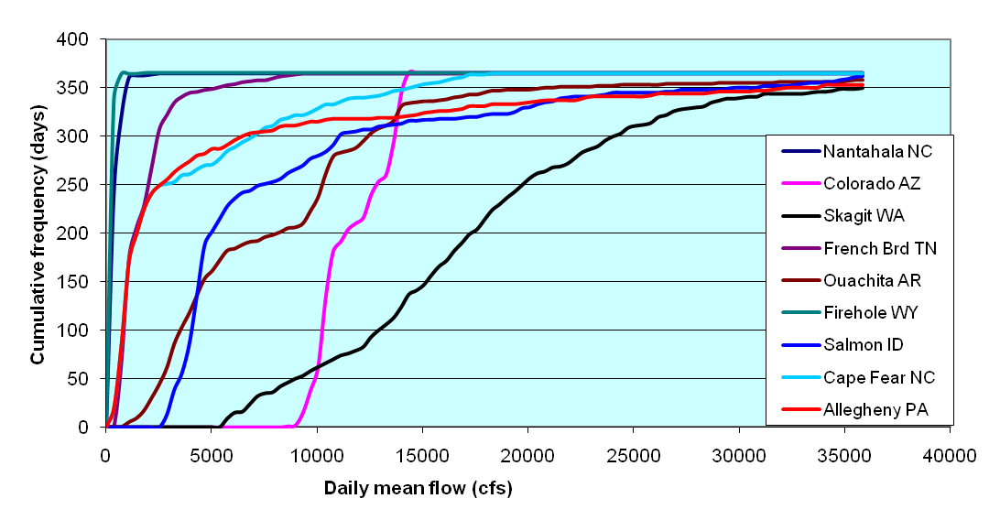 400
350
300
250
200
150
100
50
0
Cumulative frequency (days)
Nantahala NC
Colorado AZ
Skagit WA
French Brd TN
Ouachita AR
Firehole WY
Salmon ID
Cape Fear NC
Allegheny PA
0 5000 10000 15000 20000 25000 30000 35000 40000
Daily mean flow (cfs)